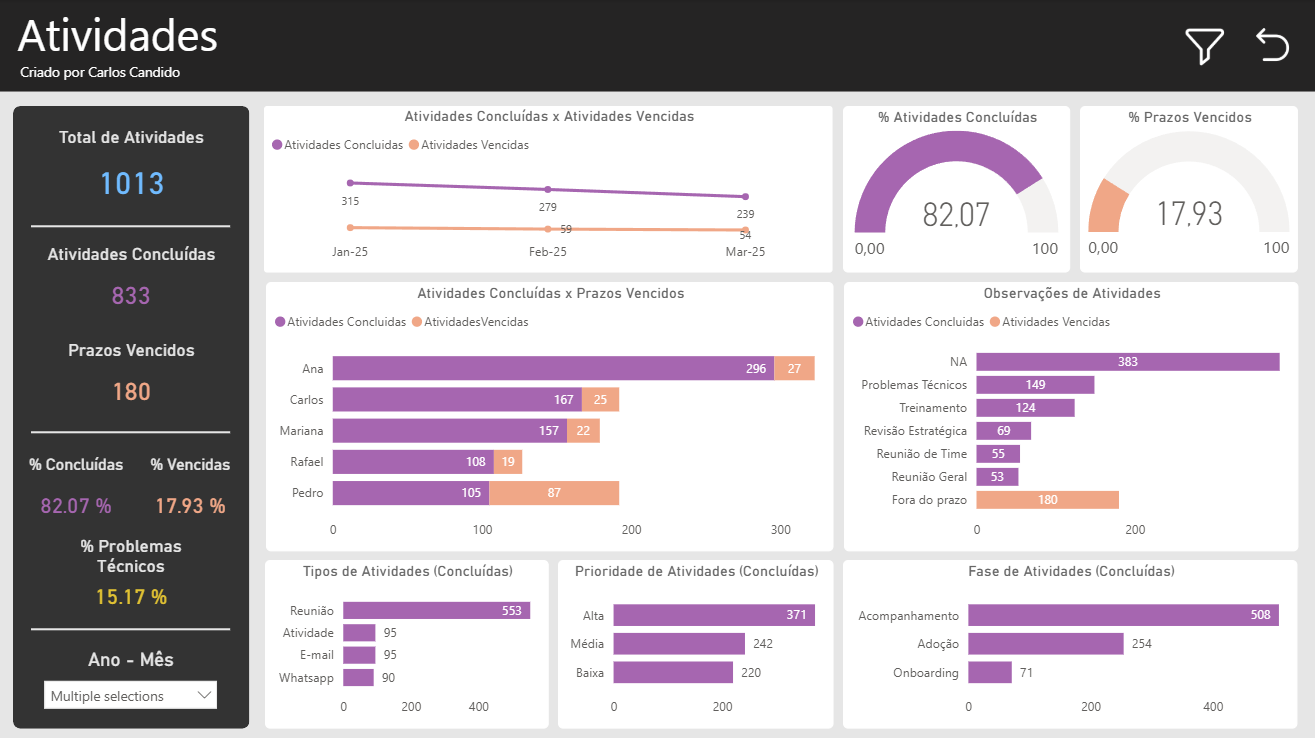 Atividades
Criado por Carlos Candido
Total de Atividades
1013
Atividades Concluídas
833
Prazos Vencidos
180
% Concluídas % Vencidas
82.07 % 17.93 %
% Problemas
Técnicos
15.17 %
Ano - Mês
Multiple selections
Atividades Concluídas x Atividades Vencidas
Atividades Concluidas Atividades Vencidas
315
279
239
59
54
Jan-25 Feb-25 Mar-25
% Atividades Concluídas
82,07
0,00 100
% Prazos Vencidos
17,93
0,00 100
Atividades Concluídas x Prazos Vencidos
Atividades Concluidas AtividadesVencidas
Ana 296 27
Carlos 167 25
Mariana 157 22
Rafael 108 19
Pedro 105 87
0 100 200 300
Observações de Atividades
Atividades Concluidas Atividades Vencidas
NA 383
Problemas Técnicos 149
Treinamento 124
Revisão Estratégica 69
Reunião de Time 55
Reunião Geral 53
Fora do prazo 180
0 200
Tipos de Atividades (Concluídas)
Reunião 553
Atividade 95
E-mail 95
Whatsapp 90
0 200 400
Prioridade de Atividades (Concluídas)
Alta 371
Média 242
Baixa 220
0 200
Fase de Atividades (Concluídas)
Acompanhamento 508
Adoção 254
Onboarding 71
0 200 400